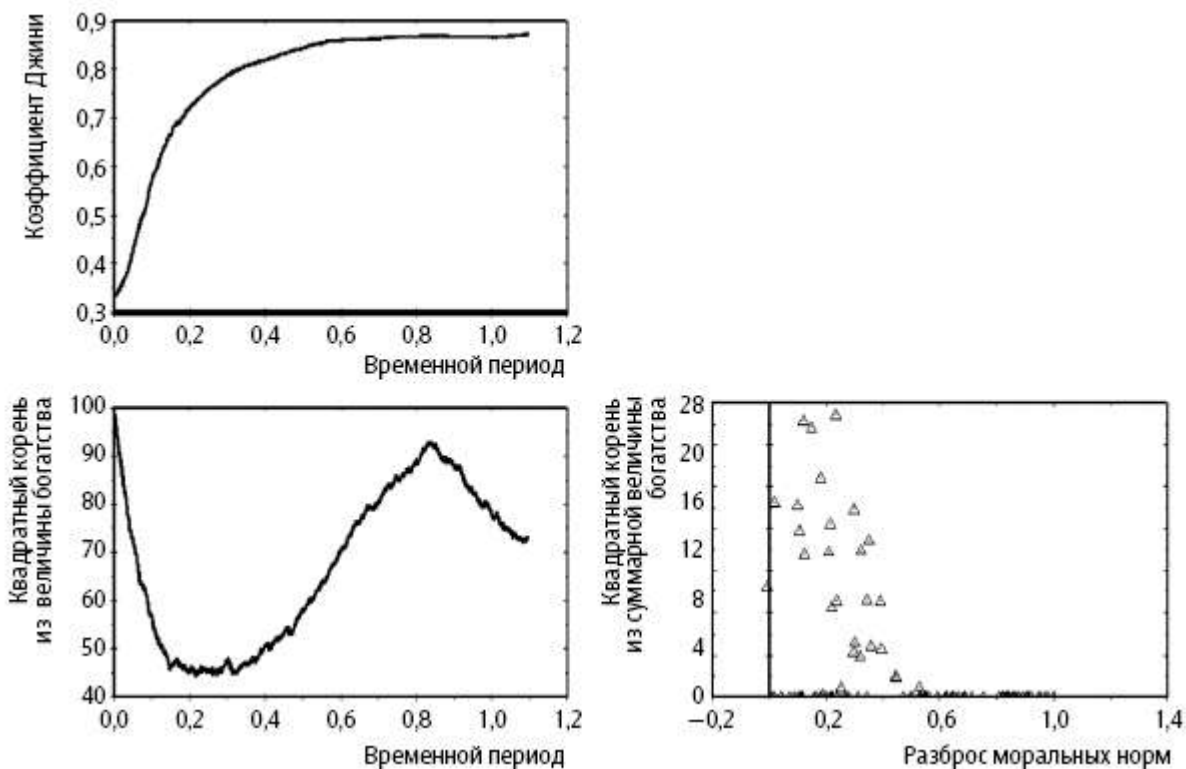 Коэффициент Джини
0,9
0,8
0,7
0,6
0,5
0,4
0,3
0,0 0,2 0,4 0,6 0,8 1,0 1,2
Временной период
Квадратный корень
из величины богатства
100
90
80
70
60
50
40
0,0 0,2 0,4 0,6 0,8 1,0 1,2
Временной период
Квадратный корень
из суммарной величины
богатства
28
20
16
12
8
4
0
−0,2 0,2 0,6 1,0 1,4
Разброс моральных норм